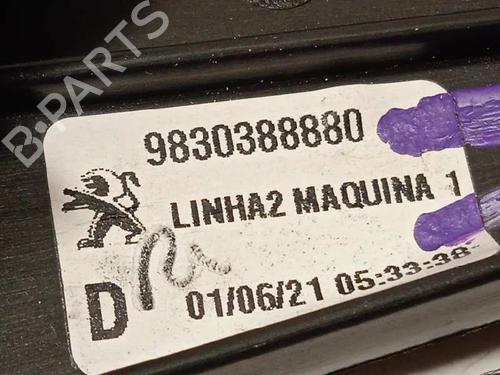 9830388880
LINHA2 MAQUINA 1
D
01/06/21 05:33:38
B-PARTS